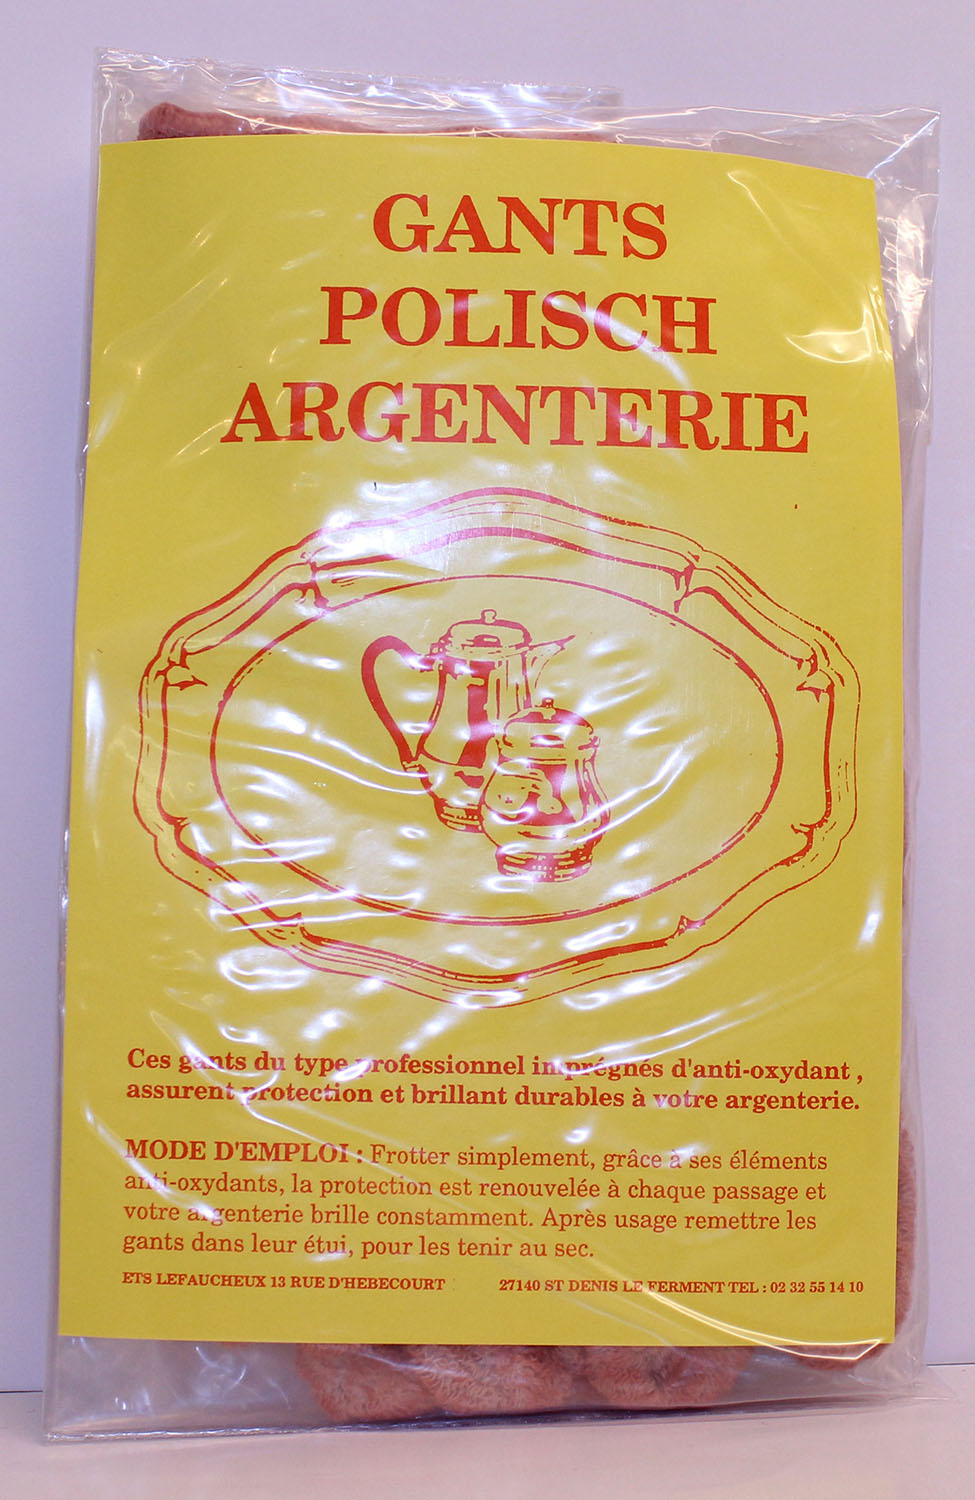 GANTS
POLISCH
ARGENTERIE
Ces gants du type professionnel imprégnés d'anti-oxydant ,
assurent protection et brillant durables à votre argenterie.
MODE D'EMPLOI : Frotter simplement, grâce à ses éléments
anti-oxydants, la protection est renouvelée à chaque passage et
votre argenterie brille constamment. Après usage remettre les
gants dans leur étui, pour les tenir au sec.
ETS LEFAUCHEUX 13 RUE D'HEBECOURT 27140 ST DENIS LE FERMENT TEL : 02 32 55 14 10